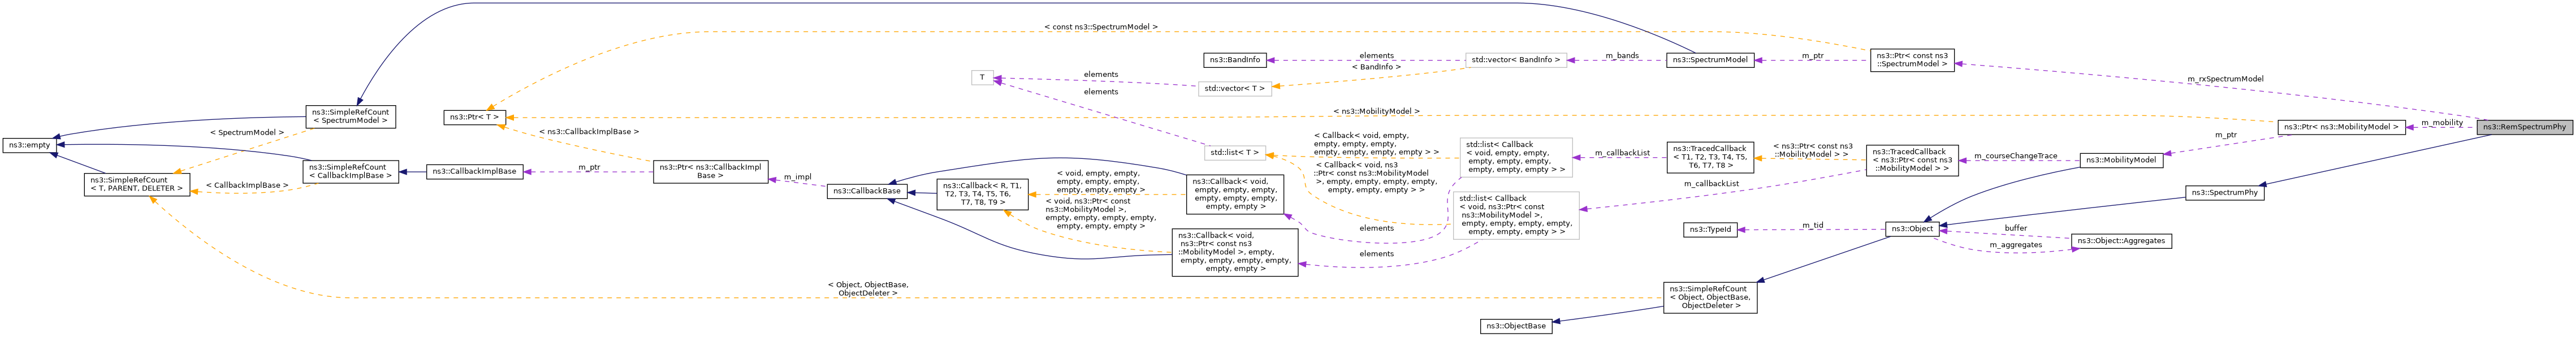 < const ns3::SpectrumModel >
ns3::BandInfo
elements
std::vector< BandInfo >
m_bands
ns3::SpectrumModel
m_ptr
ns3::Ptr< const ns3
::SpectrumModel >
< BandInfo >
T
elements
elements
std::vector< T >
m_rxSpectrumModel
ns3::SimpleRefCount
< SpectrumModel >
ns3::Ptr< T >
< ns3::MobilityModel >
< SpectrumModel >
< ns3::CallbackImplBase >
ns3::Ptr< ns3::MobilityModel >
m_mobility
ns3::RemSpectrumPhy
ns3::empty
m_ptr
std::list< T >
< Callback< void, empty,
empty, empty, empty,
empty, empty, empty, empty > >
std::list< Callback
< void, empty, empty,
empty, empty, empty,
empty, empty, empty > >
m_callbackList
ns3::TracedCallback
< T1, T2, T3, T4, T5,
T6, T7, T8 >
< ns3::Ptr< const ns3
::MobilityModel > >
ns3::TracedCallback
< ns3::Ptr< const ns3
::MobilityModel > >
m_courseChangeTrace
ns3::MobilityModel
ns3::SimpleRefCount
< CallbackImplBase >
ns3::CallbackImplBase
m_ptr
ns3::Ptr< ns3::CallbackImpl
Base >
m_impl
ns3::SimpleRefCount
< T, PARENT, DELETER >
< CallbackImplBase >
ns3::CallbackBase
ns3::Callback< R, T1,
T2, T3, T4, T5, T6,
T7, T8, T9 >
< void, empty, empty,
empty, empty, empty,
empty, empty, empty >
ns3::Callback< void,
empty, empty, empty,
empty, empty, empty,
empty, empty >
< Callback< void, ns3
::Ptr< const ns3::MobilityModel
>, empty, empty, empty, empty,
empty, empty, empty > >
m_callbackList
< void, ns3::Ptr< const
ns3::MobilityModel >,
empty, empty, empty, empty,
empty, empty, empty >
std::list< Callback
< void, ns3::Ptr< const
ns3::MobilityModel >,
empty, empty, empty, empty,
empty, empty, empty > >
ns3::SpectrumPhy
elements
ns3::Callback< void,
ns3::Ptr< const ns3
::MobilityModel >, empty,
empty, empty, empty, empty,
empty, empty >
elements
ns3::TypeId
m_tid
ns3::Object
buffer
m_aggregates
ns3::Object::Aggregates
< Object, ObjectBase,
ObjectDeleter >
ns3::SimpleRefCount
< Object, ObjectBase,
ObjectDeleter >
ns3::ObjectBase